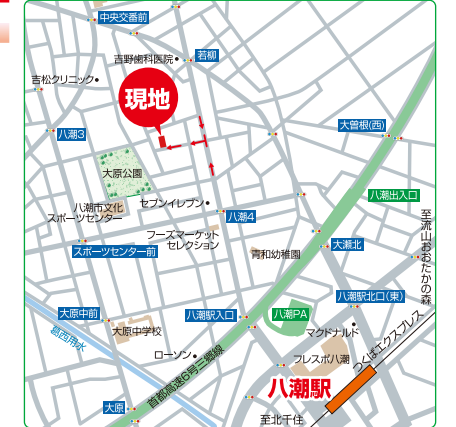 中央交番前
吉野歯科医院
若柳
吉松クリニック
現地
八潮3
大曽根(西)
大原公園
八潮出入口
八潮市文化
スポーツセンター
セブンイレブン
八潮4
至流山おおたかの森
フーズマーケット
セレクション
スポーツセンター前
青和幼稚園
大瀬北
八潮駅北口(東)
大原中前
八潮駅入口
八潮PA
葛西用水
大原中学校
マクドナルド
つくばエクスプレス
ローソン
首都高速6号三郷線
フレスポ八潮
八潮駅
大原
至北千住